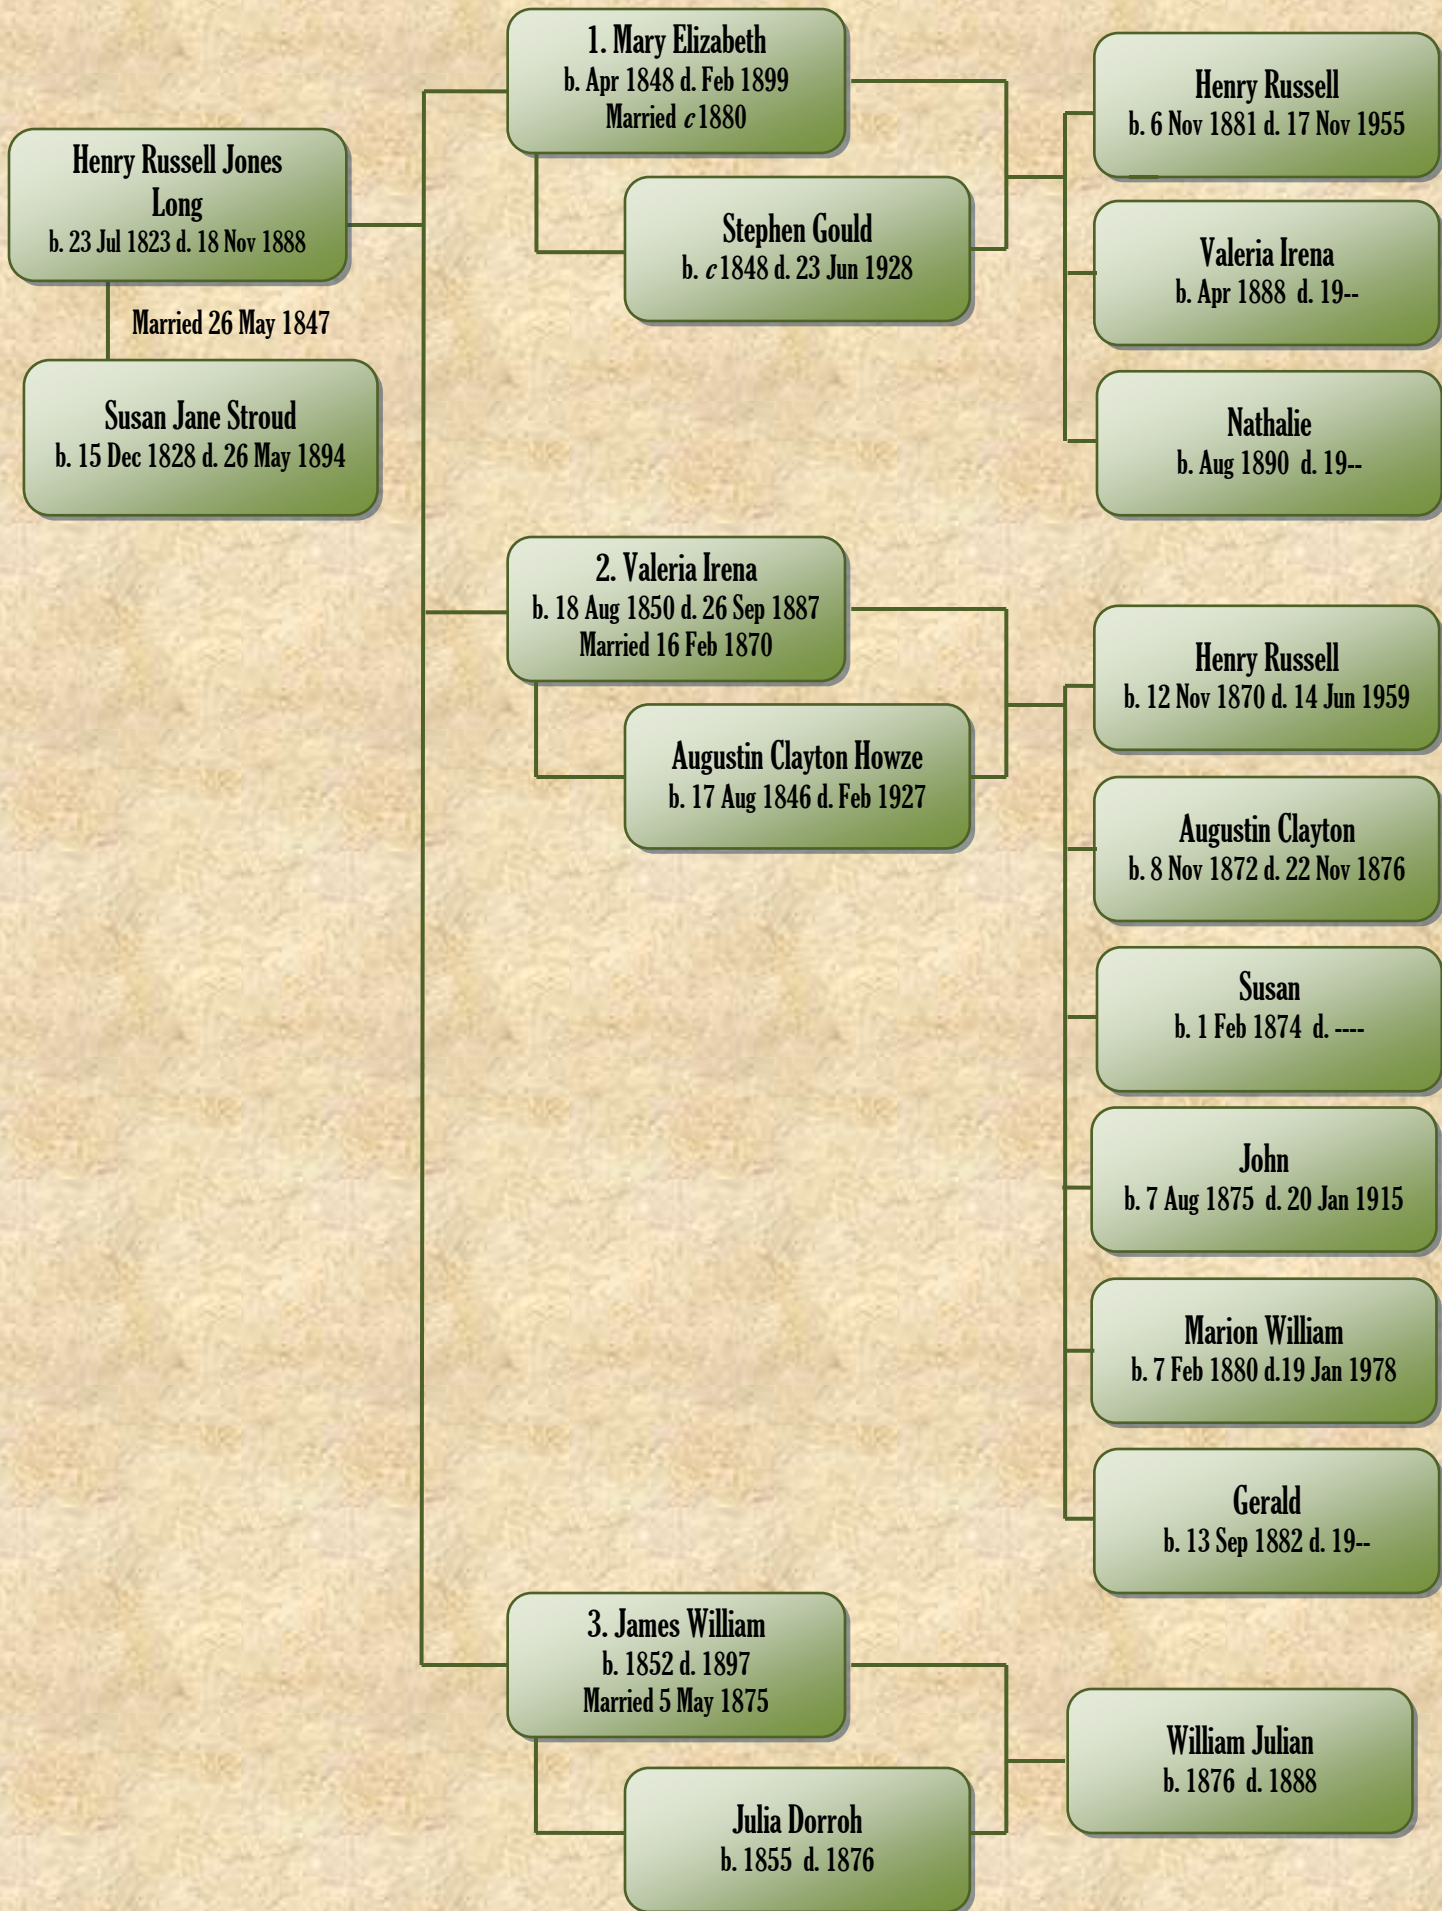 Henry Russell Jones
Long
b. 23 Jul 1823 d. 18 Nov 1888
Married 26 May 1847
Susan Jane Stroud
b. 15 Dec 1828 d. 26 May 1894
1. Mary Elizabeth
b. Apr 1848 d. Feb 1899
Married c 1880
Stephen Gould
b. c 1848 d. 23 Jun 1928
Henry Russell
b. 6 Nov 1881 d. 17 Nov 1955
Valeria Irena
b. Apr 1888 d. 19--
Nathalie
b. Aug 1890 d. 19--
2. Valeria Irena
b. 18 Aug 1850 d. 26 Sep 1887
Married 16 Feb 1870
Augustin Clayton Howze
b. 17 Aug 1846 d. Feb 1927
Henry Russell
b. 12 Nov 1870 d. 14 Jun 1959
Augustin Clayton
b. 8 Nov 1872 d. 22 Nov 1876
Susan
b. 1 Feb 1874 d. ----
John
b. 7 Aug 1875 d. 20 Jan 1915
Marion William
b. 7 Feb 1880 d.19 Jan 1978
Gerald
b. 13 Sep 1882 d. 19--
3. James William
b. 1852 d. 1897
Married 5 May 1875
Julia Dorroh
b. 1855 d. 1876
William Julian
b. 1876 d. 1888